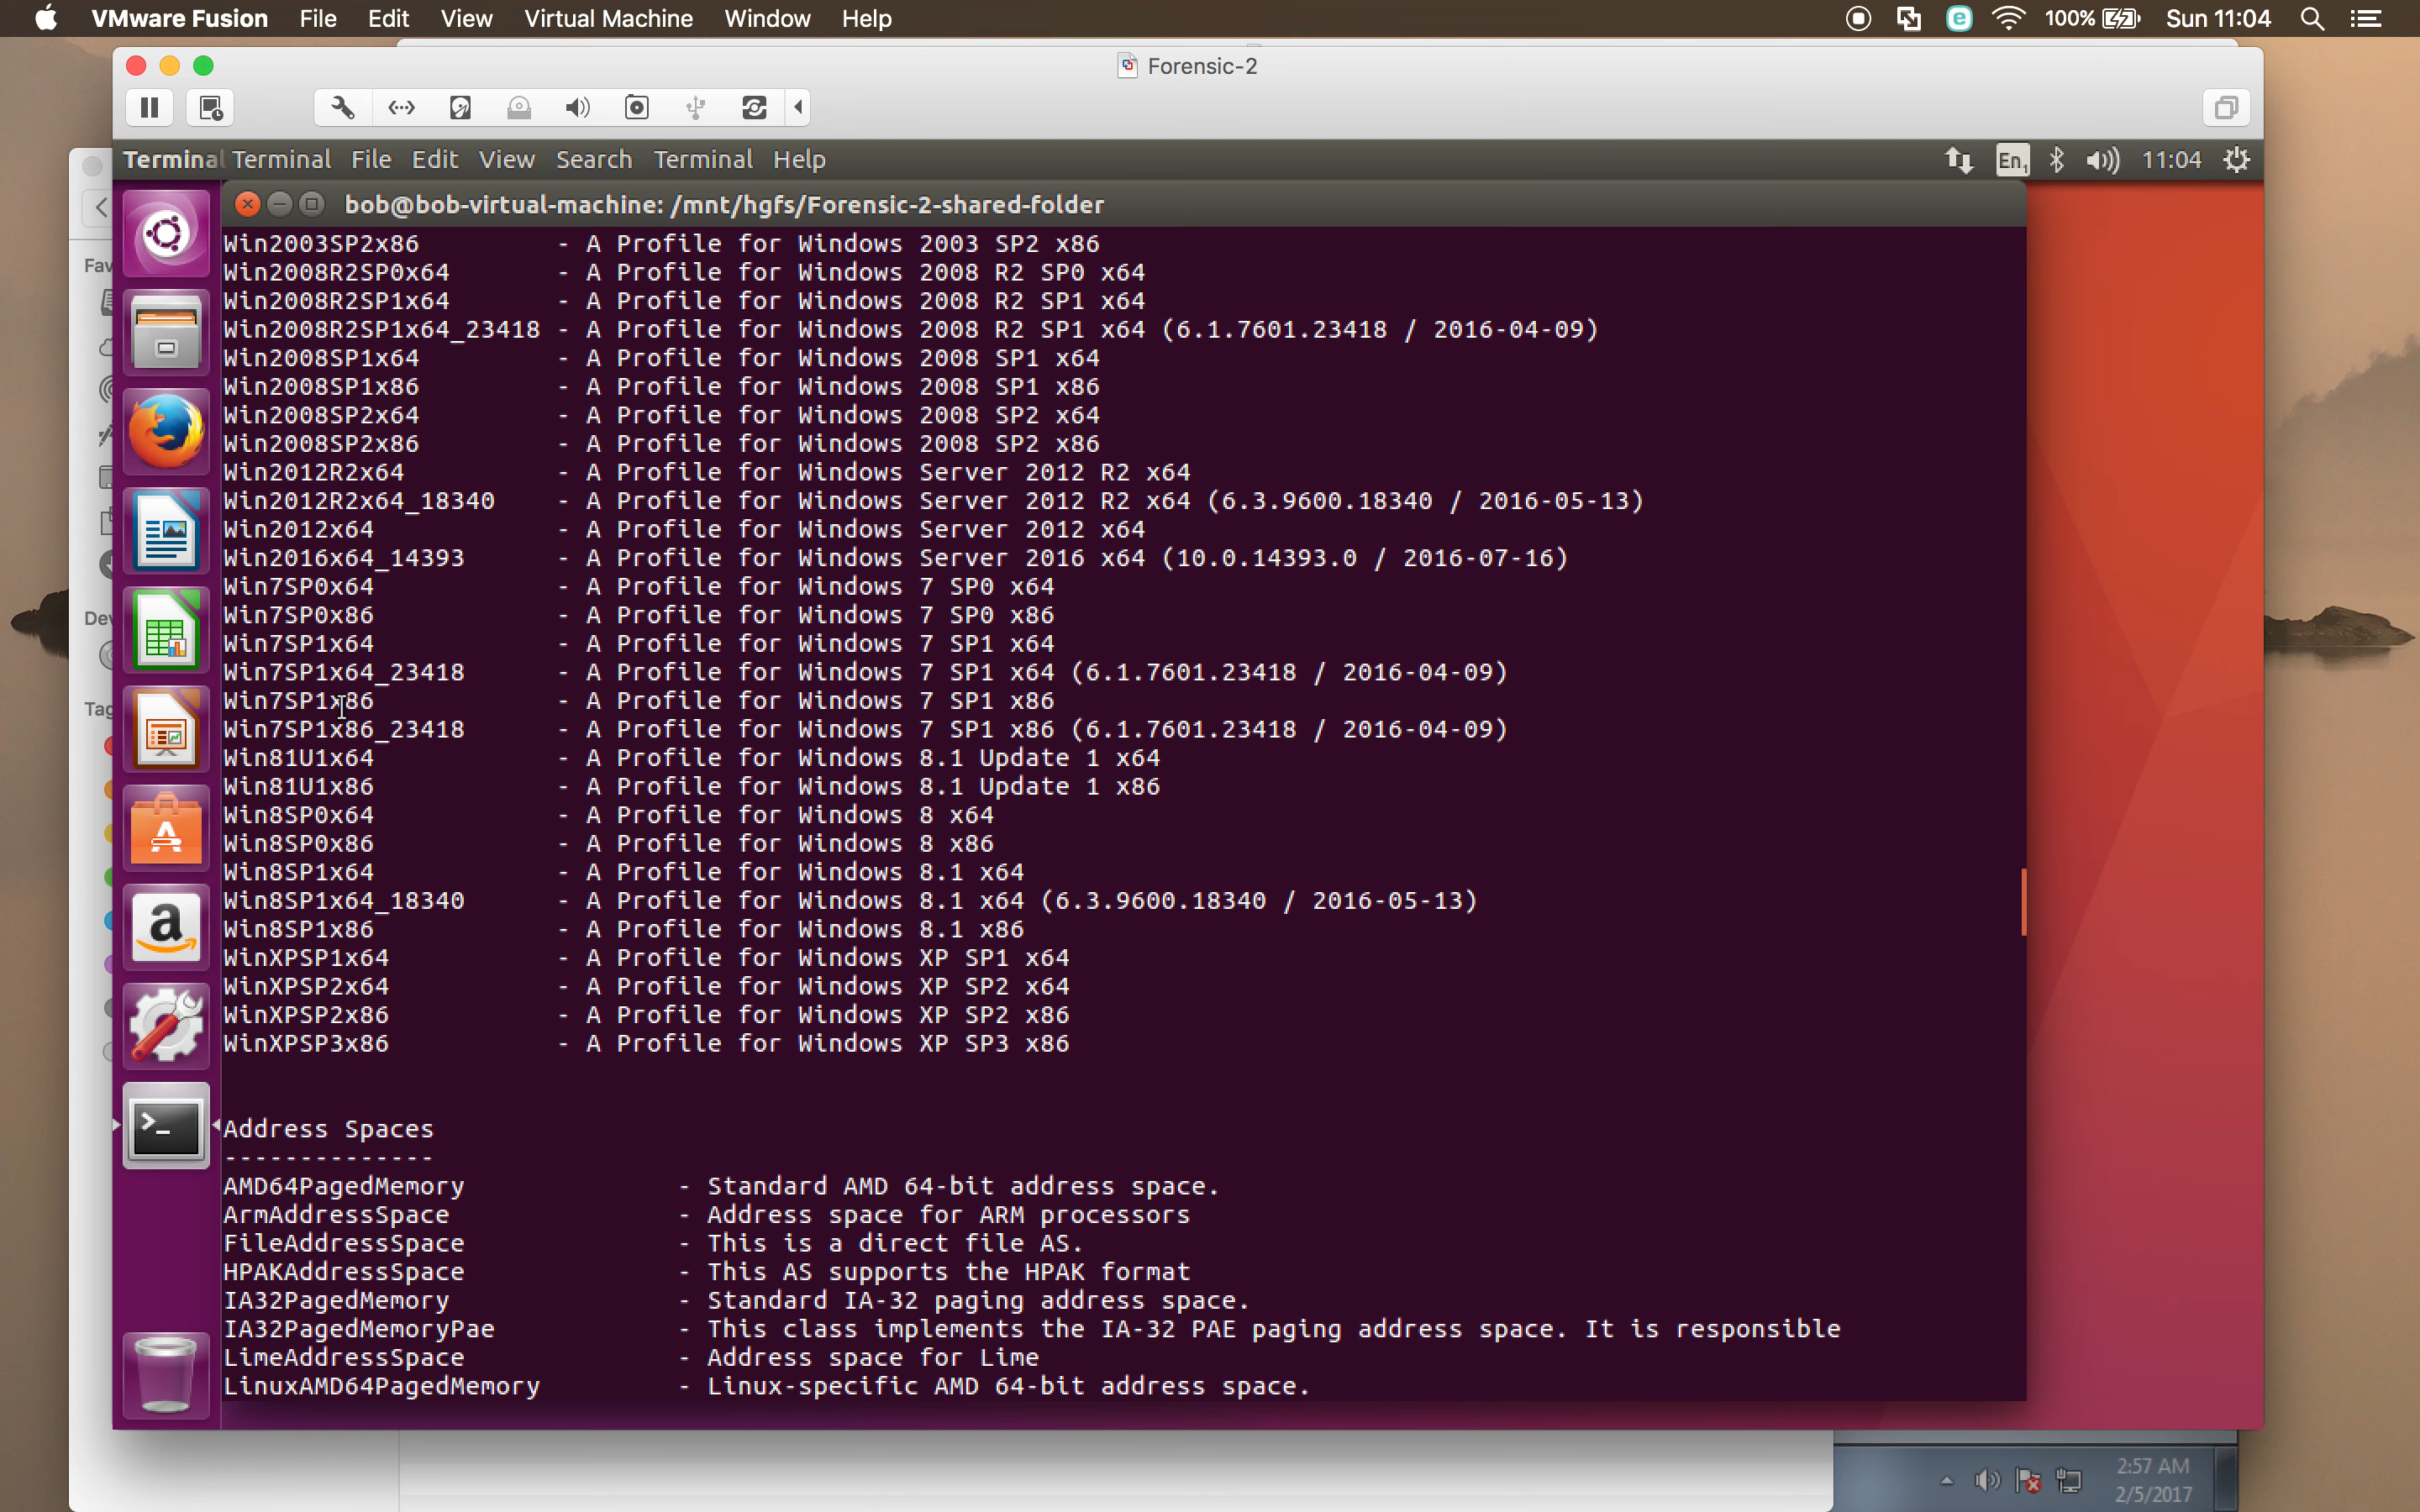 VMware Fusion File Edit View Virtual Machine Window Help 100% Sun 11:04
Forensic-2
Terminal Terminal File Edit View Search Terminal Help En1 11:04
bob@bob-virtual-machine: /mnt/hgfs/Forensic-2-shared-folder
Fav
Dev
Tag
Win2003SP2x86 - A Profile for Windows 2003 SP2 x86
Win2008R2SP0x64 - A Profile for Windows 2008 R2 SP0 x64
Win2008R2SP1x64 - A Profile for Windows 2008 R2 SP1 x64
Win2008R2SP1x64_23418 - A Profile for Windows 2008 R2 SP1 x64 (6.1.7601.23418 / 2016-04-09)
Win2008SP1x64 - A Profile for Windows 2008 SP1 x64
Win2008SP1x86 - A Profile for Windows 2008 SP1 x86
Win2008SP2x64 - A Profile for Windows 2008 SP2 x64
Win2008SP2x86 - A Profile for Windows 2008 SP2 x86
Win2012R2x64 - A Profile for Windows Server 2012 R2 x64
Win2012R2x64_18340 - A Profile for Windows Server 2012 R2 x64 (6.3.9600.18340 / 2016-05-13)
Win2012x64 - A Profile for Windows Server 2012 x64
Win2016x64_14393 - A Profile for Windows Server 2016 x64 (10.0.14393.0 / 2016-07-16)
Win7SP0x64 - A Profile for Windows 7 SP0 x64
Win7SP0x86 - A Profile for Windows 7 SP0 x86
Win7SP1x64 - A Profile for Windows 7 SP1 x64
Win7SP1x64_23418 - A Profile for Windows 7 SP1 x64 (6.1.7601.23418 / 2016-04-09)
Win7SP1x86 - A Profile for Windows 7 SP1 x86
Win7SP1x86_23418 - A Profile for Windows 7 SP1 x86 (6.1.7601.23418 / 2016-04-09)
Win81U1x64 - A Profile for Windows 8.1 Update 1 x64
Win81U1x86 - A Profile for Windows 8.1 Update 1 x86
Win8SP0x64 - A Profile for Windows 8 x64
Win8SP0x86 - A Profile for Windows 8 x86
Win8SP1x64 - A Profile for Windows 8.1 x64
Win8SP1x64_18340 - A Profile for Windows 8.1 x64 (6.3.9600.18340 / 2016-05-13)
Win8SP1x86 - A Profile for Windows 8.1 x86
WinXPSP1x64 - A Profile for Windows XP SP1 x64
WinXPSP2x64 - A Profile for Windows XP SP2 x64
WinXPSP2x86 - A Profile for Windows XP SP2 x86
WinXPSP3x86 - A Profile for Windows XP SP3 x86
Address Spaces
--------------
AMD64PagedMemory - Standard AMD 64-bit address space.
ArmAddressSpace - Address space for ARM processors
FileAddressSpace - This is a direct file AS.
HPAKAddressSpace - This AS supports the HPAK format
IA32PagedMemory - Standard IA-32 paging address space.
IA32PagedMemoryPae - This class implements the IA-32 PAE paging address space. It is responsible
LimeAddressSpace - Address space for Lime
LinuxAMD64PagedMemory - Linux-specific AMD 64-bit address space.
2:57 AM
2/5/2017